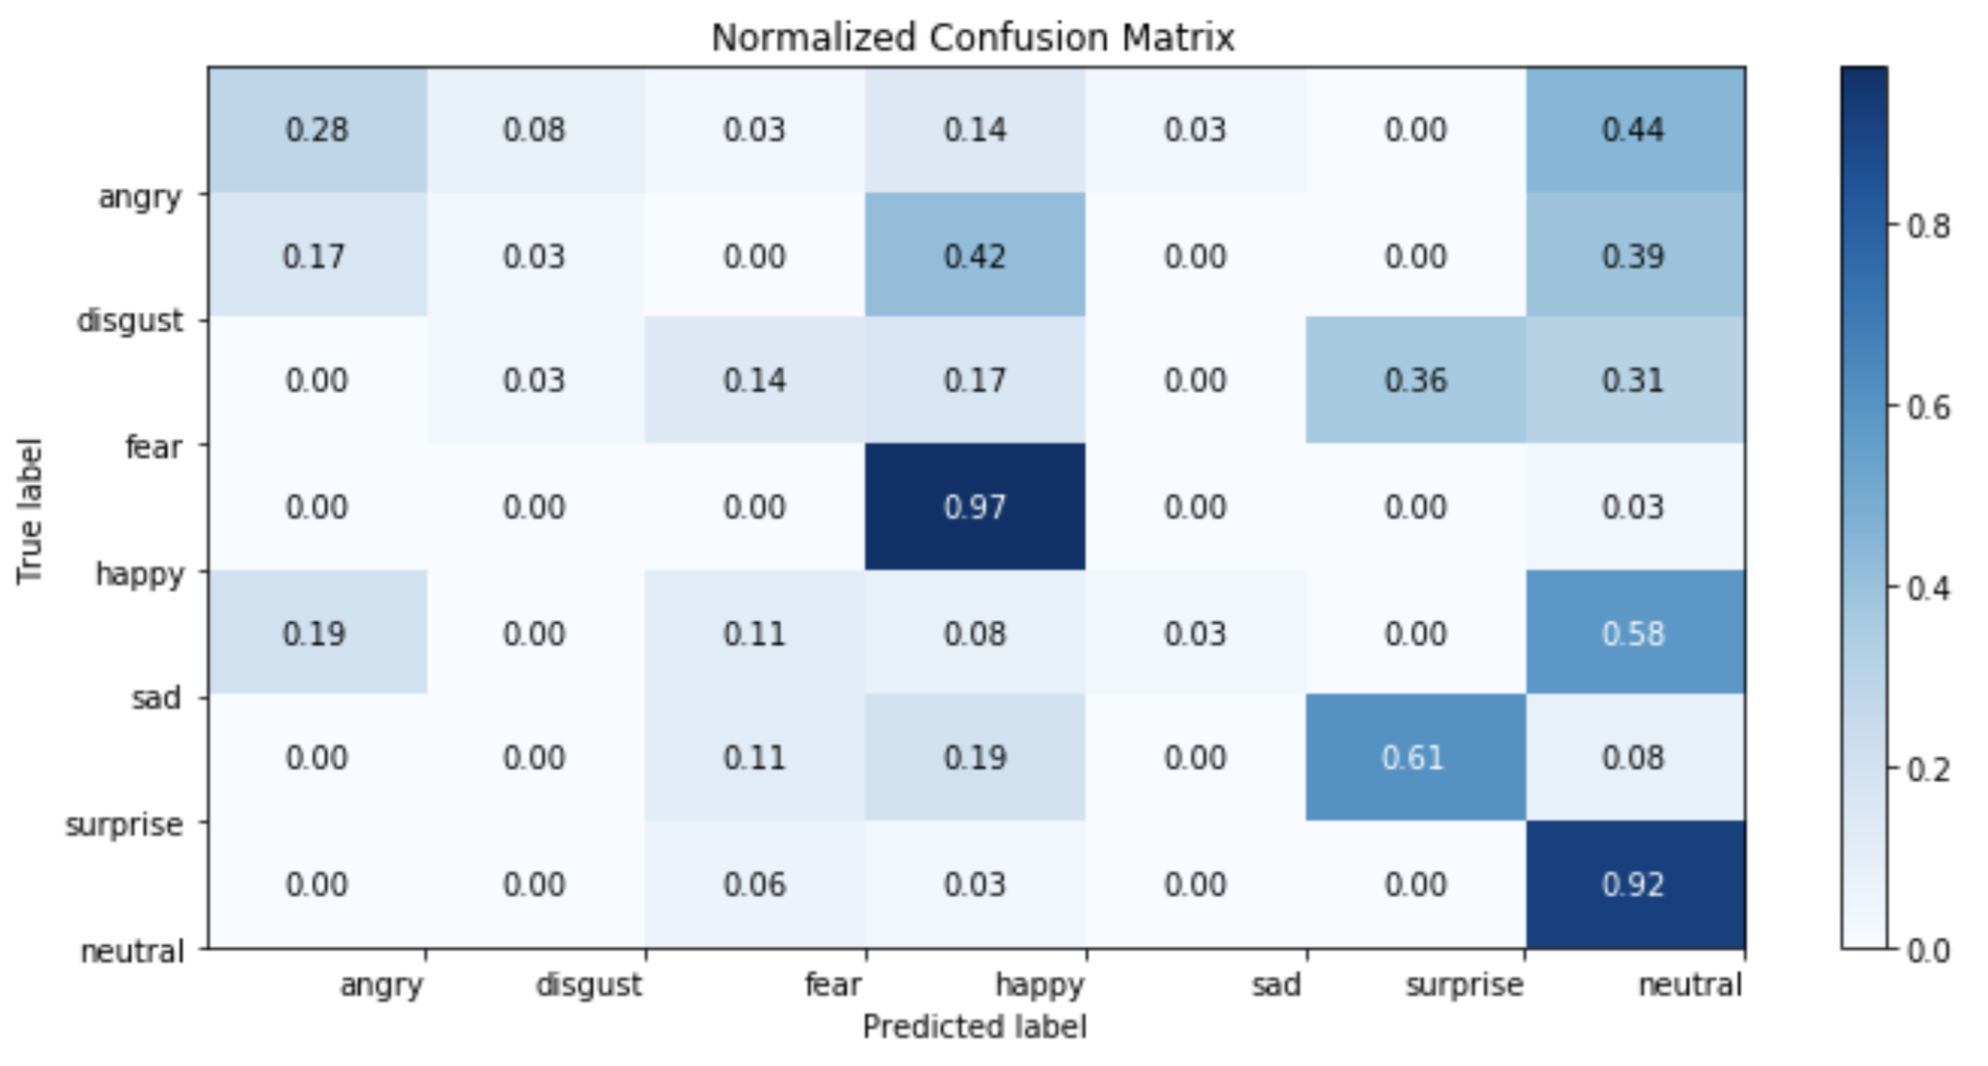 Normalized Confusion Matrix
0.28 0.08 0.03 0.14 0.03 0.00 0.44
angry
0.17 0.03 0.00 0.42 0.00 0.00 0.39
disgust
0.00 0.03 0.14 0.17 0.00 0.36 0.31
fear
0.00 0.00 0.00 0.97 0.00 0.00 0.03
happy
0.19 0.00 0.11 0.08 0.03 0.00 0.58
sad
0.00 0.00 0.11 0.19 0.00 0.61 0.08
surprise
0.00 0.00 0.06 0.03 0.00 0.00 0.92
neutral
True label
angry disgust fear happy sad surprise neutral
Predicted label
0.8
0.6
0.4
0.2
0.0